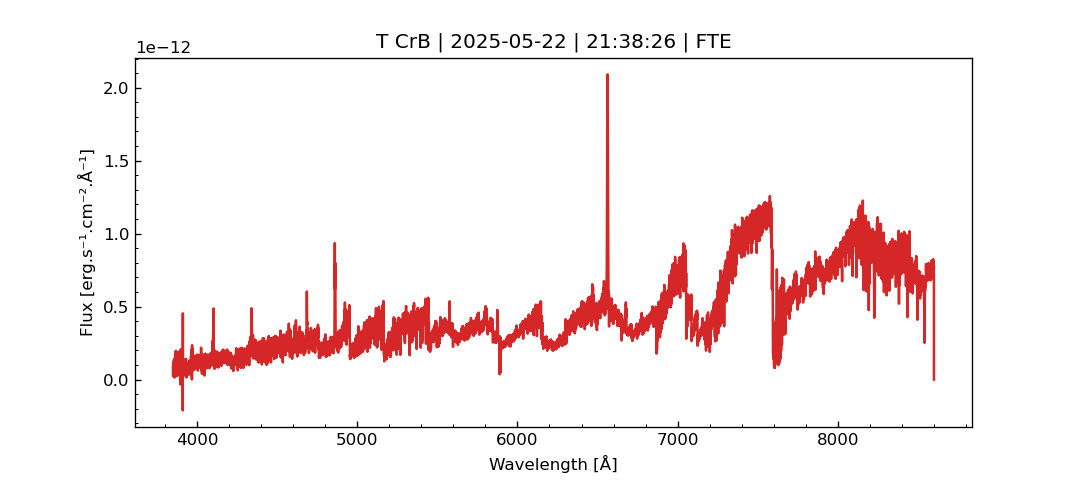 T CrB | 2025-05-22 | 21:38:26 | FTE
1e−12
2.0
1.5
1.0
0.5
0.0
Flux [erg.s⁻¹.cm⁻².Å⁻¹]
4000 5000 6000 7000 8000
Wavelength [Å]